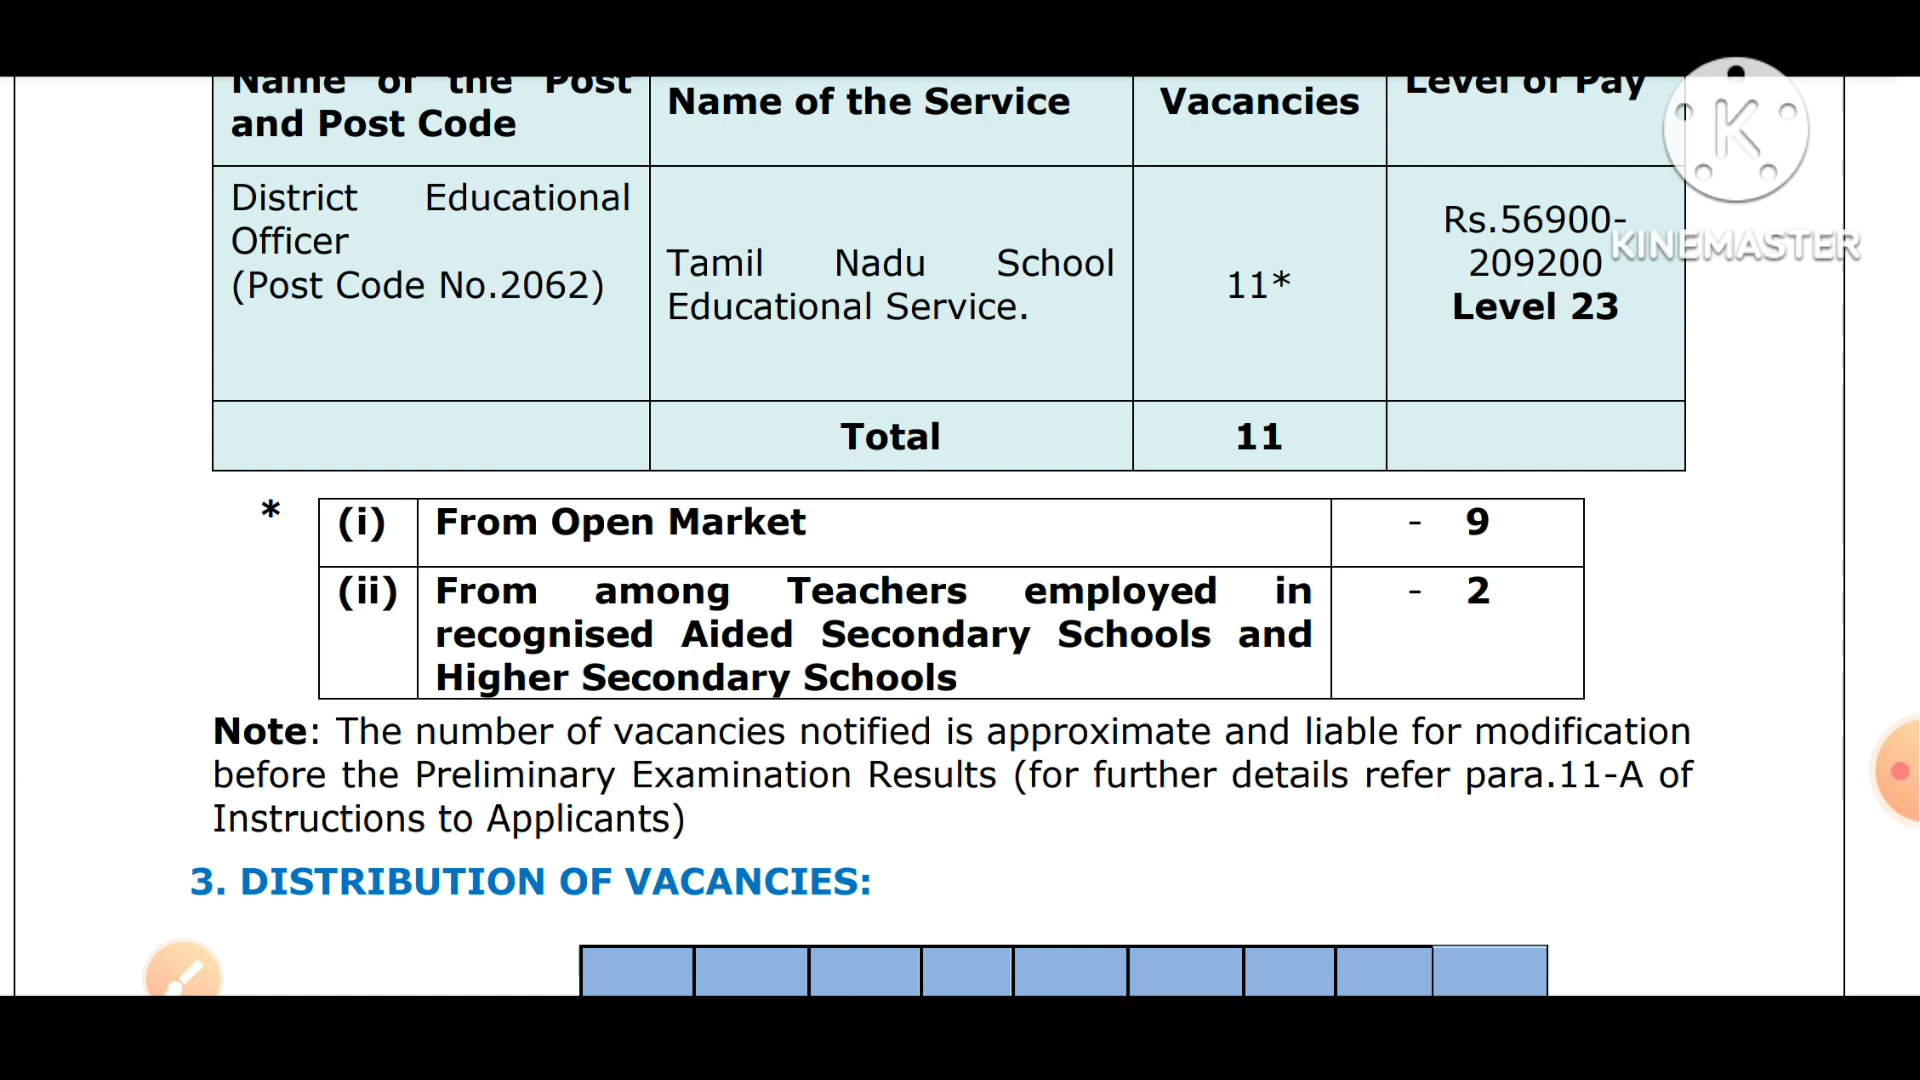 Name of the Post
and Post Code
Name of the Service
Vacancies
Level of Pay
K
KINEMASTER
District Educational
Officer
(Post Code No.2062)
Tamil Nadu School
Educational Service.
11*
Rs.56900-
209200
Level 23
Total
11
*
(i) From Open Market - 9
(ii) From among Teachers employed in - 2
recognised Aided Secondary Schools and
Higher Secondary Schools
Note: The number of vacancies notified is approximate and liable for modification
before the Preliminary Examination Results (for further details refer para.11-A of
Instructions to Applicants)
3. DISTRIBUTION OF VACANCIES: